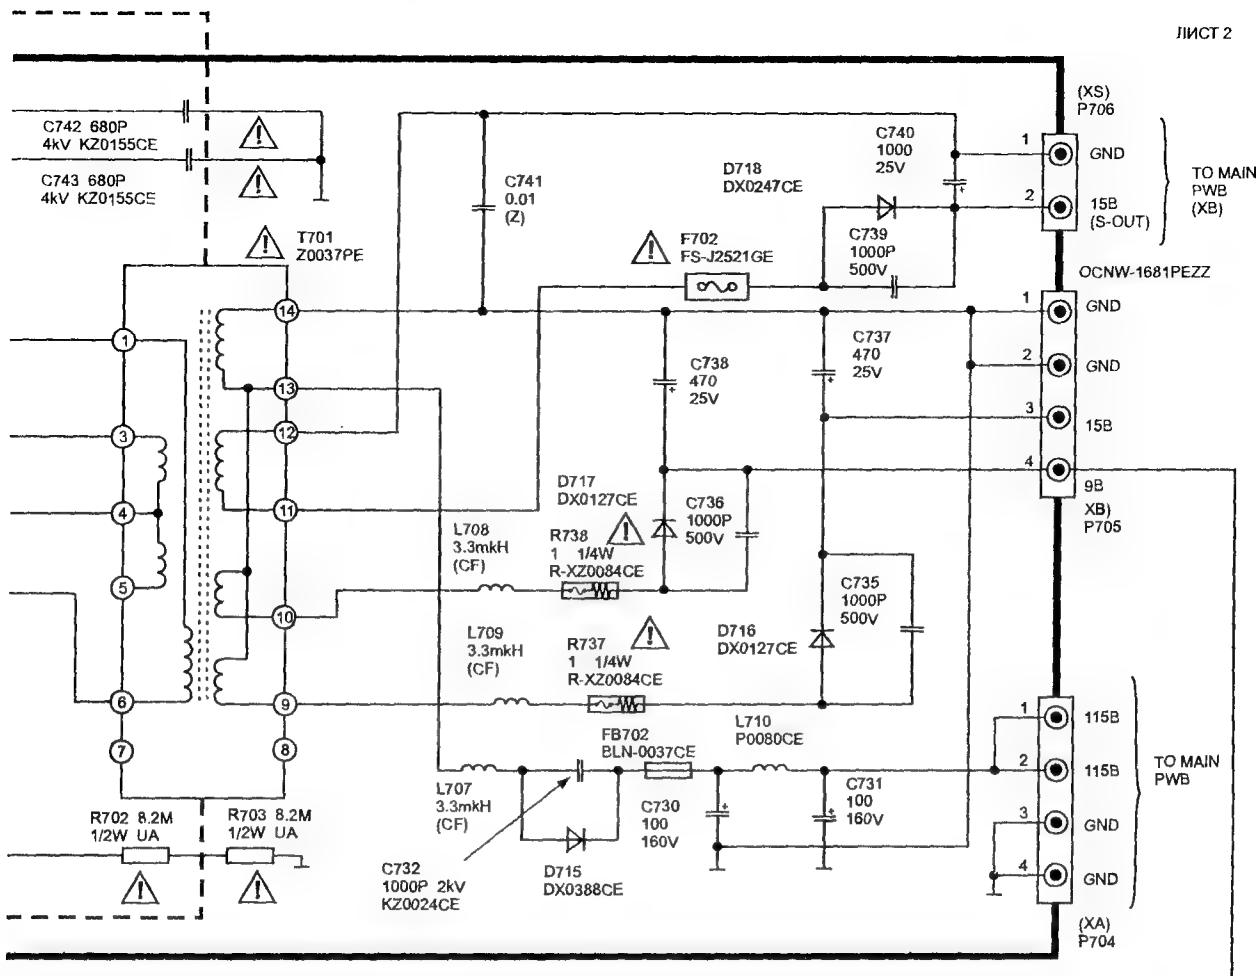 ЛИСТ 2
(XS)
P706
C742 680P
4kV KZ0155CE
C743 680P
4kV KZ0155CE
!
!
C741
0.01
(Z)
C740
1000
25V
D718
DX0247CE
1
GND
2
15B
(S-OUT)
TO MAIN
PWB
(XB)
T701
Z0037PE
!
F702
FS-J2521GE
!
C739
1000P
500V
OCNW-1681PEZZ
1
GND
2
GND
3
15B
4
9B
XB)
P705
C738
470
25V
C737
470
25V
1
3
4
5
6
7
14
13
12
11
10
9
8
D717
DX0127CE
C736
1000P
500V
L708
3.3mkH
(CF)
R738
1 1/4W
R-XZ0084CE
!
C735
1000P
500V
D716
DX0127CE
L709
3.3mkH
(CF)
R737
1 1/4W
R-XZ0084CE
!
FB702
BLN-0037CE
L710
P0080CE
L707
3.3mkH
(CF)
C730
100
160V
C731
100
160V
1
115B
2
115B
3
GND
4
GND
TO MAIN
PWB
(XA)
P704
R702 8.2M
1/2W UA
R703 8.2M
1/2W UA
!
!
C732
1000P 2kV
KZ0024CE
D715
DX0388CE